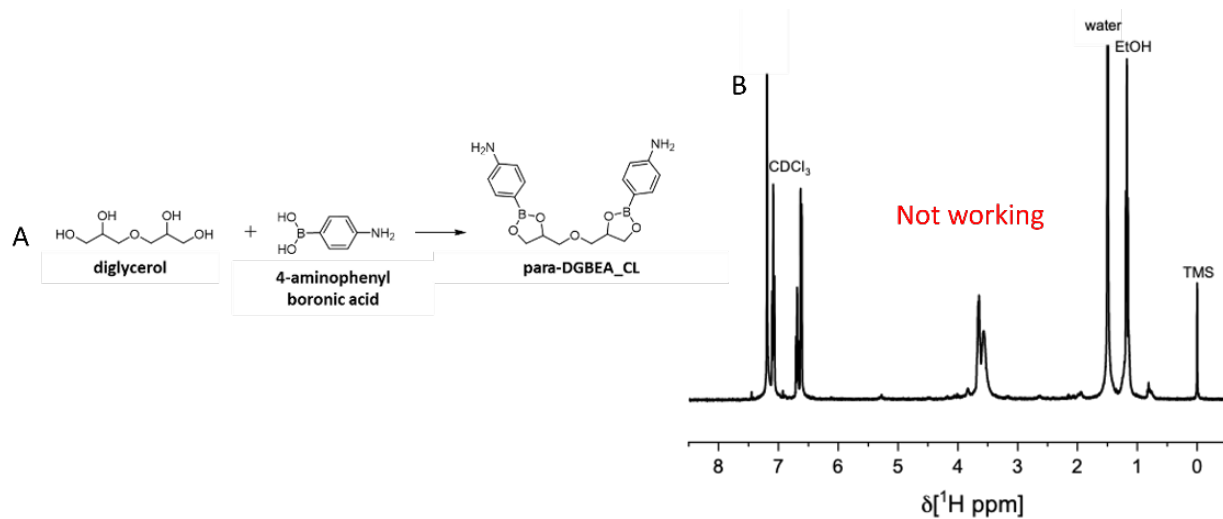 A
HO
OH
O
OH
OH
+
HO
B
OH
NH₂
H₂N
NH₂
B
O
O
O
O
B
O
diglycerol
4-aminophenyl
boronic acid
para-DGBEA_CL
B
water
EtOH
CDCl₃
Not working
TMS
8 7 6 5 4 3 2 1 0
δ[¹H ppm]